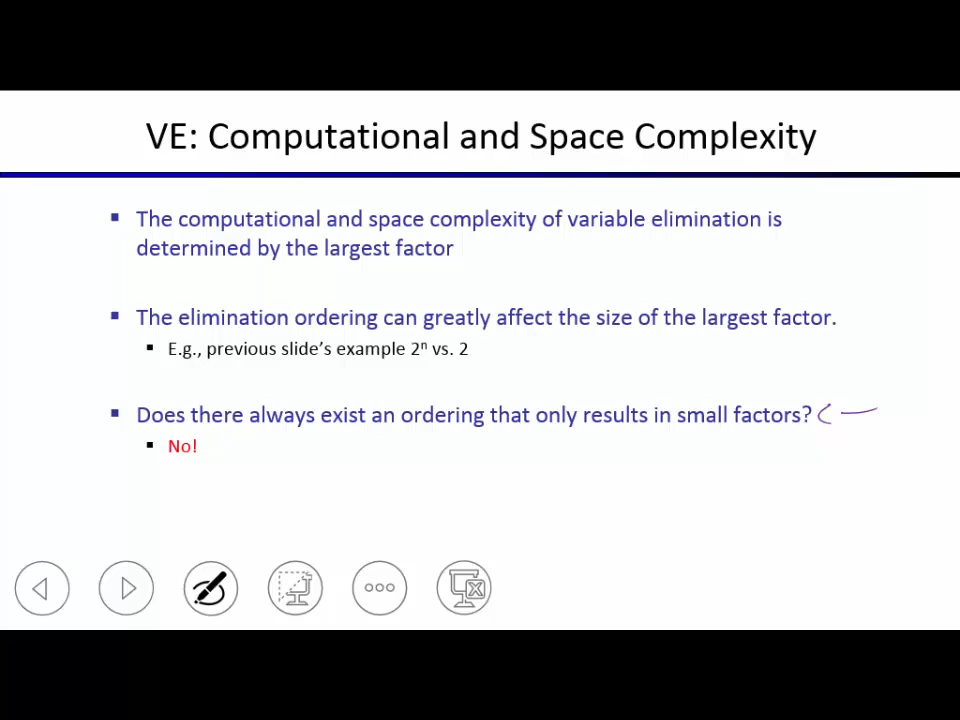 VE: Computational and Space Complexity
The computational and space complexity of variable elimination is
determined by the largest factor
The elimination ordering can greatly affect the size of the largest factor.
E.g., previous slide's example 2ⁿ vs. 2
Does there always exist an ordering that only results in small factors?
No!